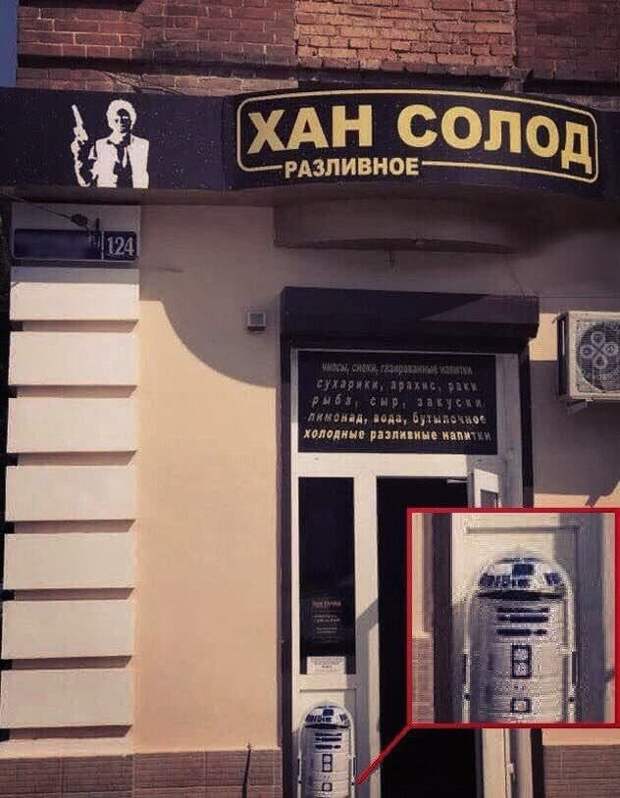 ХАН СОЛОД
РАЗЛИВНОЕ
124
чипсы, снеки, газированные напитки
сухарики, арахис, раки
рыба, сыр, закуски
лимонад, вода, бутылочное
холодные разливные напитки